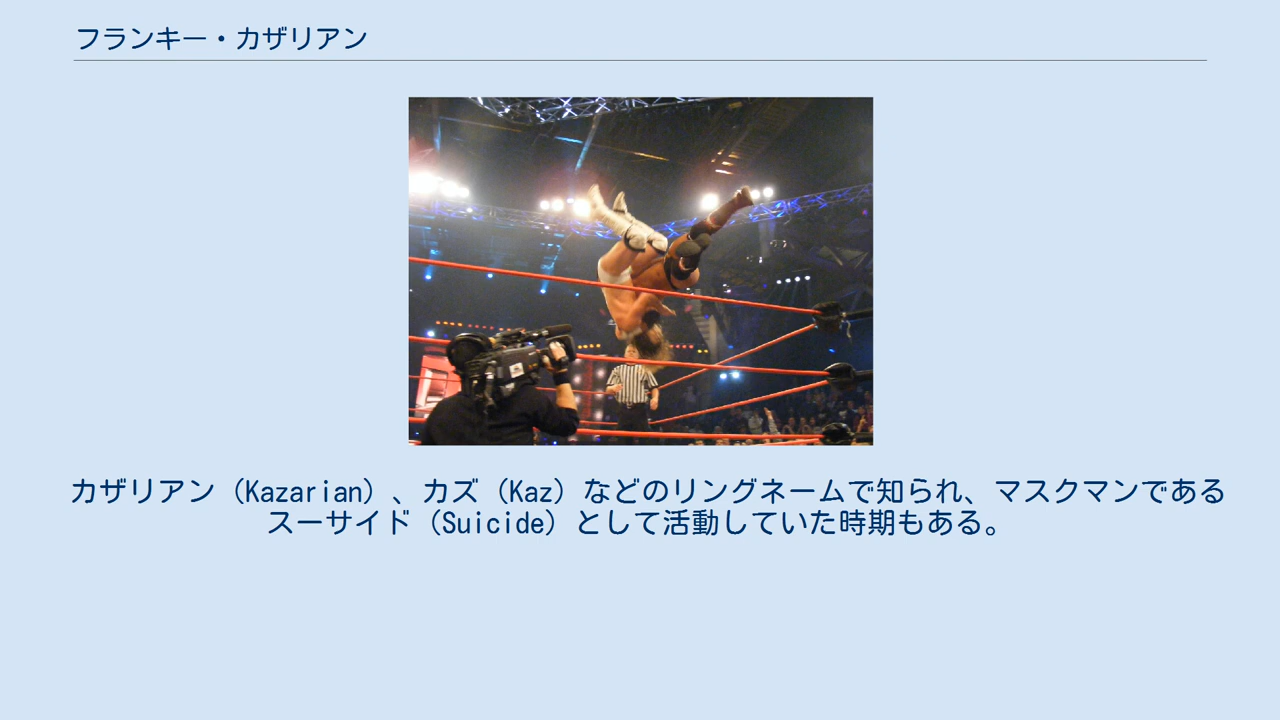 フランキー・カザリアン
カザリアン（Kazarian）、カズ（Kaz）などのリングネームで知られ、マスクマンである
スーサイド（Suicide）として活動していた時期もある。